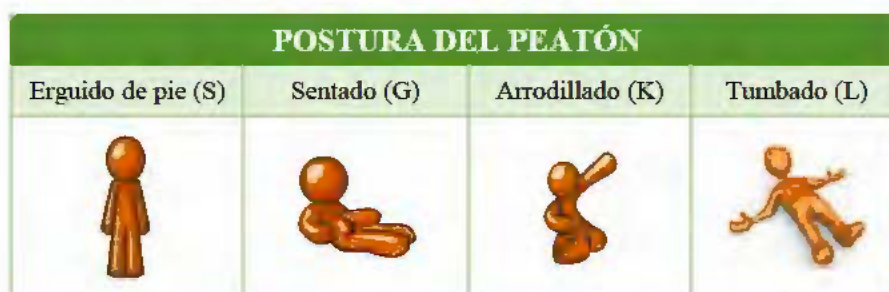 POSTURA DEL PEATÓN
Erguido de pie (S) Sentado (G) Arrodillado (K) Tumbado (L)